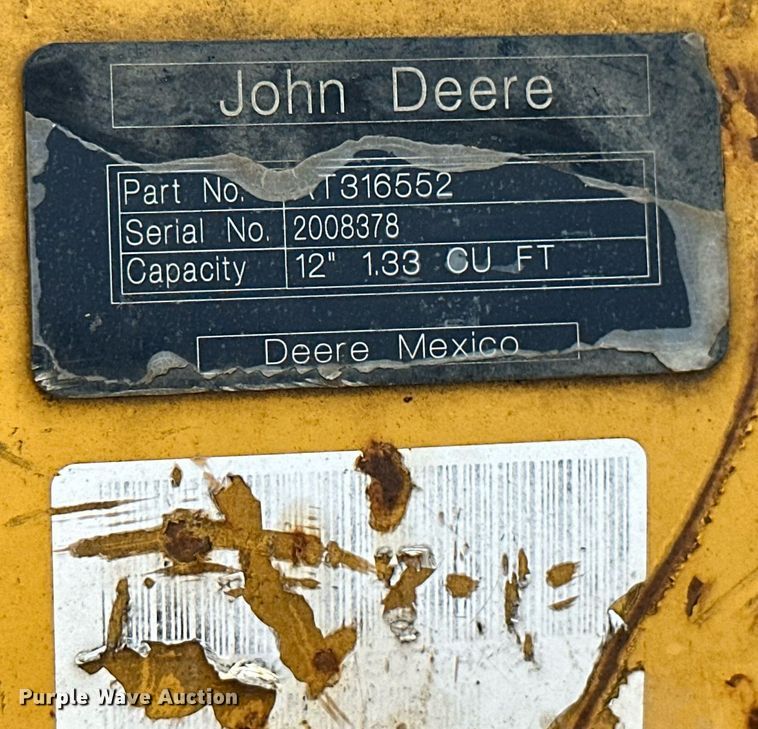 John Deere
Part No. T316552
Serial No. 2008378
Capacity 12" 1.33 CU FT
Deere Mexico
Purple Wave Auction